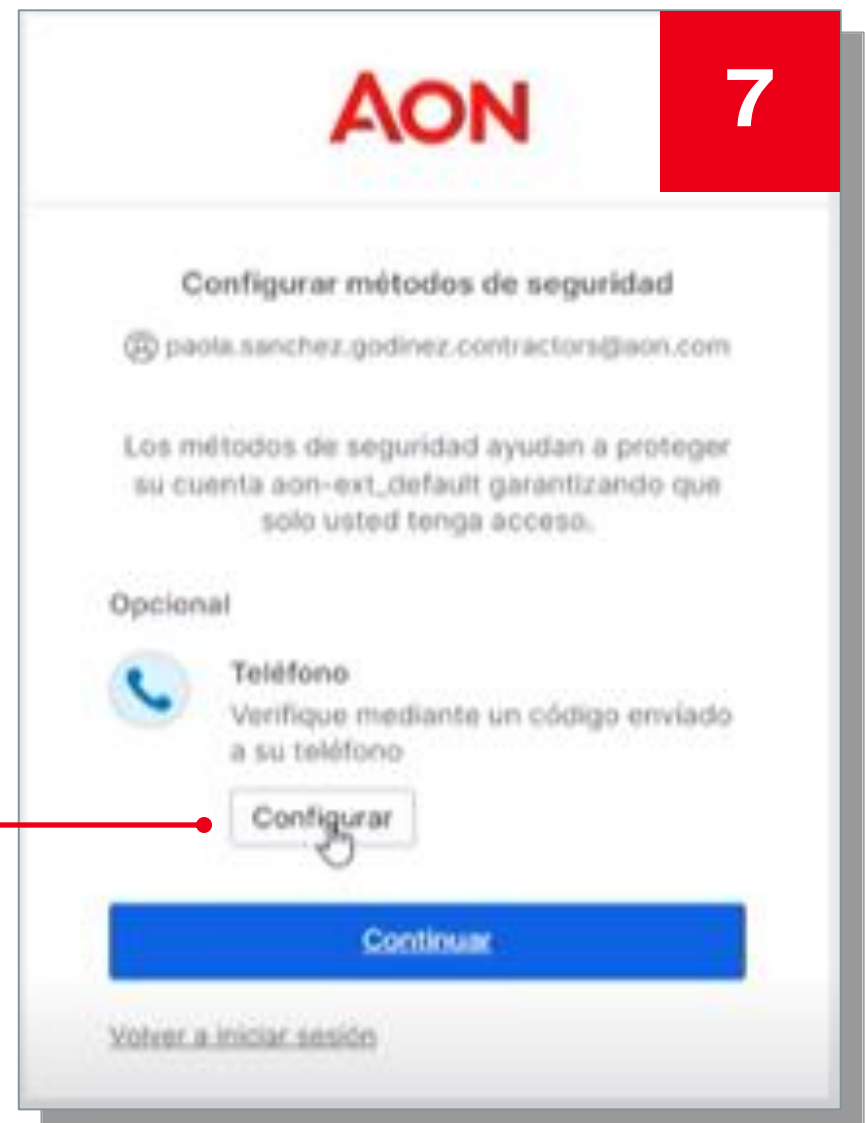 AON
7
Configurar métodos de seguridad
paola.sanchez.godinez.contractors@aon.com
Los métodos de seguridad ayudan a proteger
su cuenta aon-ext_default garantizando que
solo usted tenga acceso.
Opcional
Teléfono
Verifique mediante un código enviado
a su teléfono
Configurar
Continuar
Volver a iniciar sesión